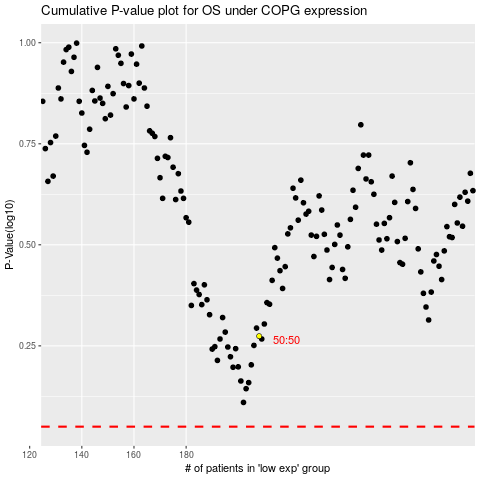 Cumulative P-value plot for OS under COPG expression
P-Value(log10)
1.00
0.75
0.50
0.25
50:50
120 140 160 180
# of patients in 'low exp' group